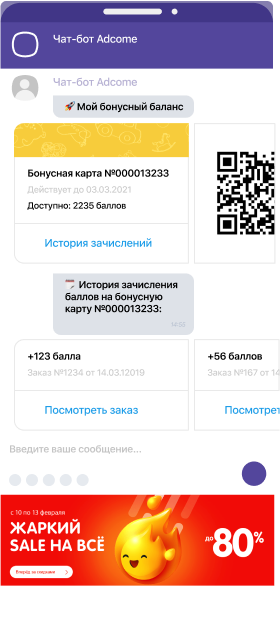 Чат-бот Adcome
Чат-бот Adcome
Мой бонусный баланс
Бонусная карта №000013233
Действует до 03.03.2021
Доступно: 2235 баллов
История зачислений
История зачисления
баллов на бонусную
карту №000013233:
+123 балла
Заказ №1234 от 14.03.12019
Посмотреть заказ
+56 баллов
Заказ №167 от 14
Посмотрет
Введите ваше сообщение...
с 10 по 13 февраля
ЖАРКИЙ
SALE НА ВСЁ
Вперёд за скидками
до 80%